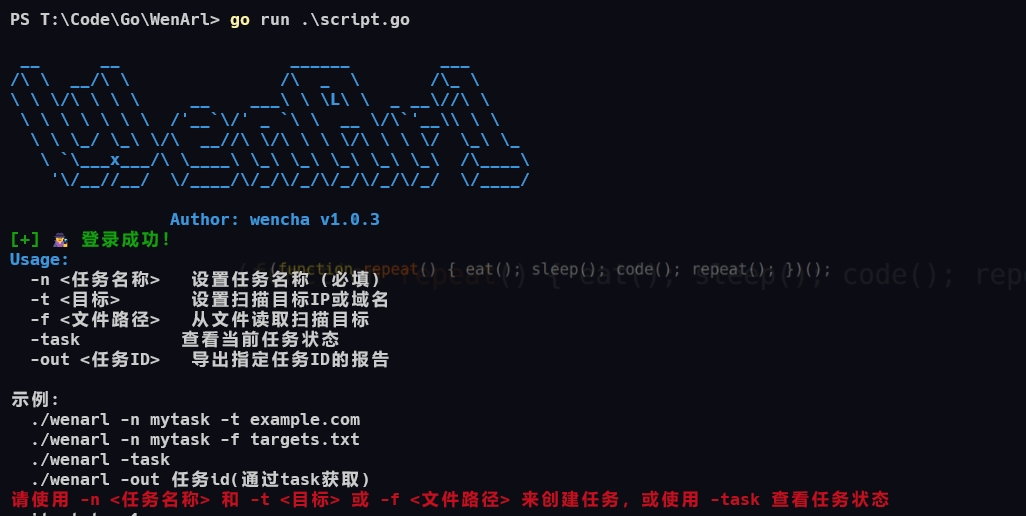 PS T:\Code\Go\WenArl> go run .\script.go
Author: wencha v1.0.3
[+] 🕵️‍♀️ 登录成功!
Usage:
(function repeat() { eat(); sleep(); code(); repeat(); })();
-n <任务名称> 设置任务名称 (必填)
-t <目标> 设置扫描目标IP或域名
-f <文件路径> 从文件读取扫描目标
-task 查看当前任务状态
-out <任务ID> 导出指定任务ID的报告
示例:
./wenarl -n mytask -t example.com
./wenarl -n mytask -f targets.txt
./wenarl -task
./wenarl -out 任务id(通过task获取)
请使用 -n <任务名称> 和 -t <目标> 或 -f <文件路径> 来创建任务, 或使用 -task 查看任务状态